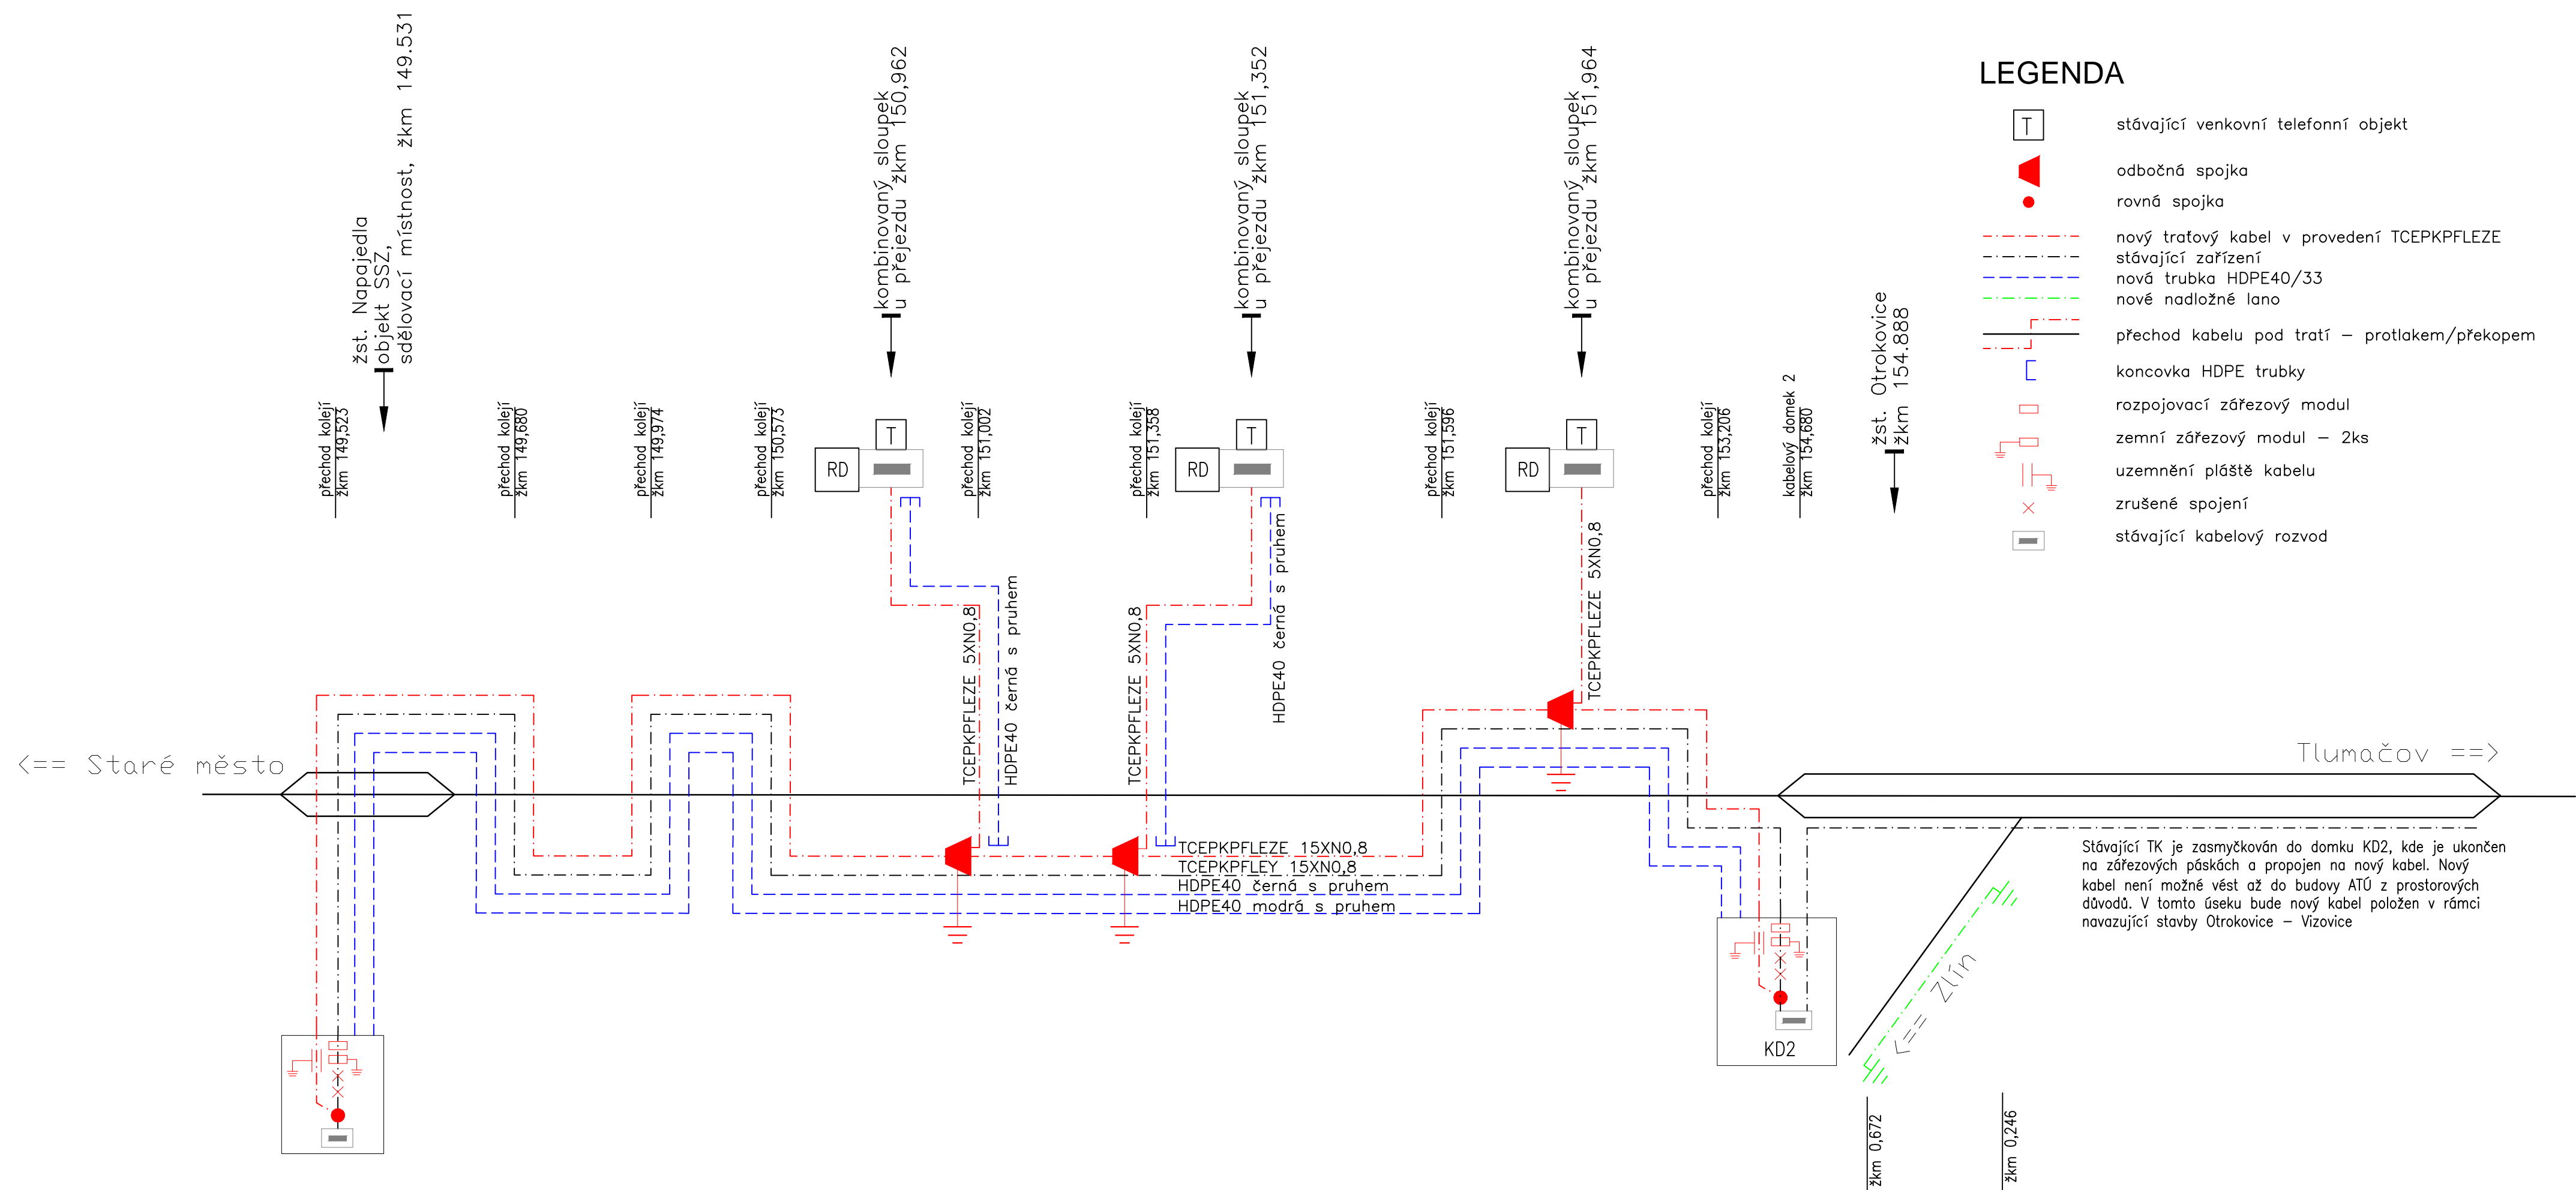 žst. Napajedla
objekt SSZ,
sdělovací místnost, žkm 149.531
kombinovaný sloupek
u přejezdu žkm 150,962
kombinovaný sloupek
u přejezdu žkm 151,352
kombinovaný sloupek
u přejezdu žkm 151,964
žst. Otrokovice
žkm 154.888
přechod kolejí
žkm 149,523
přechod kolejí
žkm 149,680
přechod kolejí
žkm 149,974
přechod kolejí
žkm 150,573
přechod kolejí
žkm 151,002
přechod kolejí
žkm 151,358
přechod kolejí
žkm 151,596
přechod kolejí
žkm 153,206
kabelový domek 2
žkm 154,680
T
RD
T
RD
T
RD
TCEPKPFLEZE 5XN0,8
HDPE40 černá s pruhem
TCEPKPFLEZE 5XN0,8
HDPE40 černá s pruhem
TCEPKPFLEZE 5XN0,8
<== Staré město
Tlumačov ==>
TCEPKPFLEZE 15XN0,8
TCEPKPFLEY 15XN0,8
HDPE40 černá s pruhem
HDPE40 modrá s pruhem
KD2
<== Zlín
žkm 0,672
žkm 0,246
Stávající TK je zasmyčkován do domku KD2, kde je ukončen
na zářezových páskách a propojen na nový kabel. Nový
kabel není možné vést až do budovy ATÚ z prostorových
důvodů. V tomto úseku bude nový kabel položen v rámci
navazující stavby Otrokovice – Vizovice
LEGENDA
T
stávající venkovní telefonní objekt
odbočná spojka
rovná spojka
nový traťový kabel v provedení TCEPKPFLEZE
stávající zařízení
nová trubka HDPE40/33
nové nadložné lano
přechod kabelu pod tratí – protlakem/překopem
koncovka HDPE trubky
rozpojovací zářezový modul
zemní zářezový modul – 2ks
uzemnění pláště kabelu
zrušené spojení
stávající kabelový rozvod